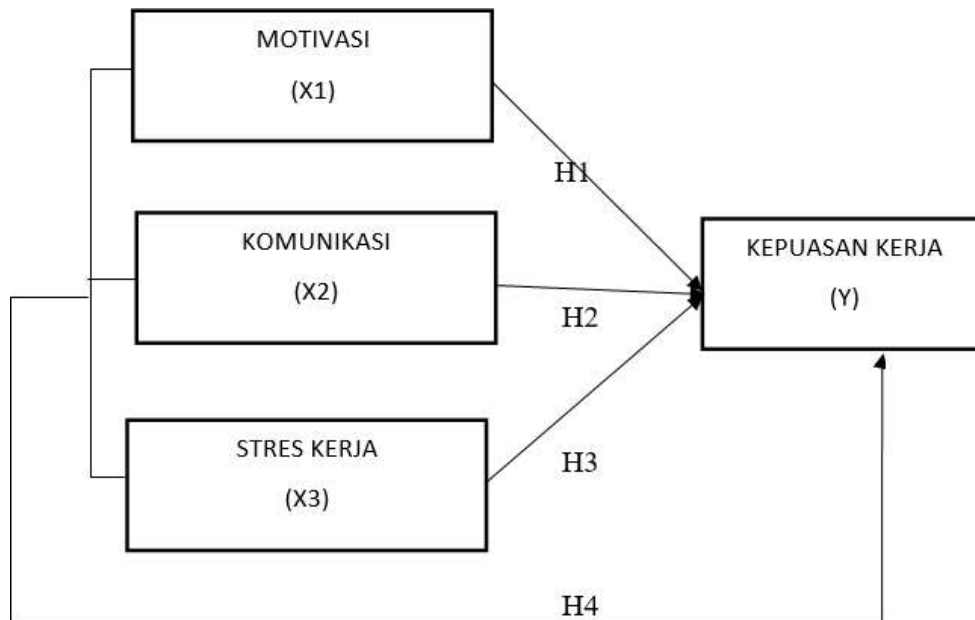 MOTIVASI
(X1)
H1
KOMUNIKASI
(X2)
H2
KEPUASAN KERJA
(Y)
STRES KERJA
(X3)
H3
H4